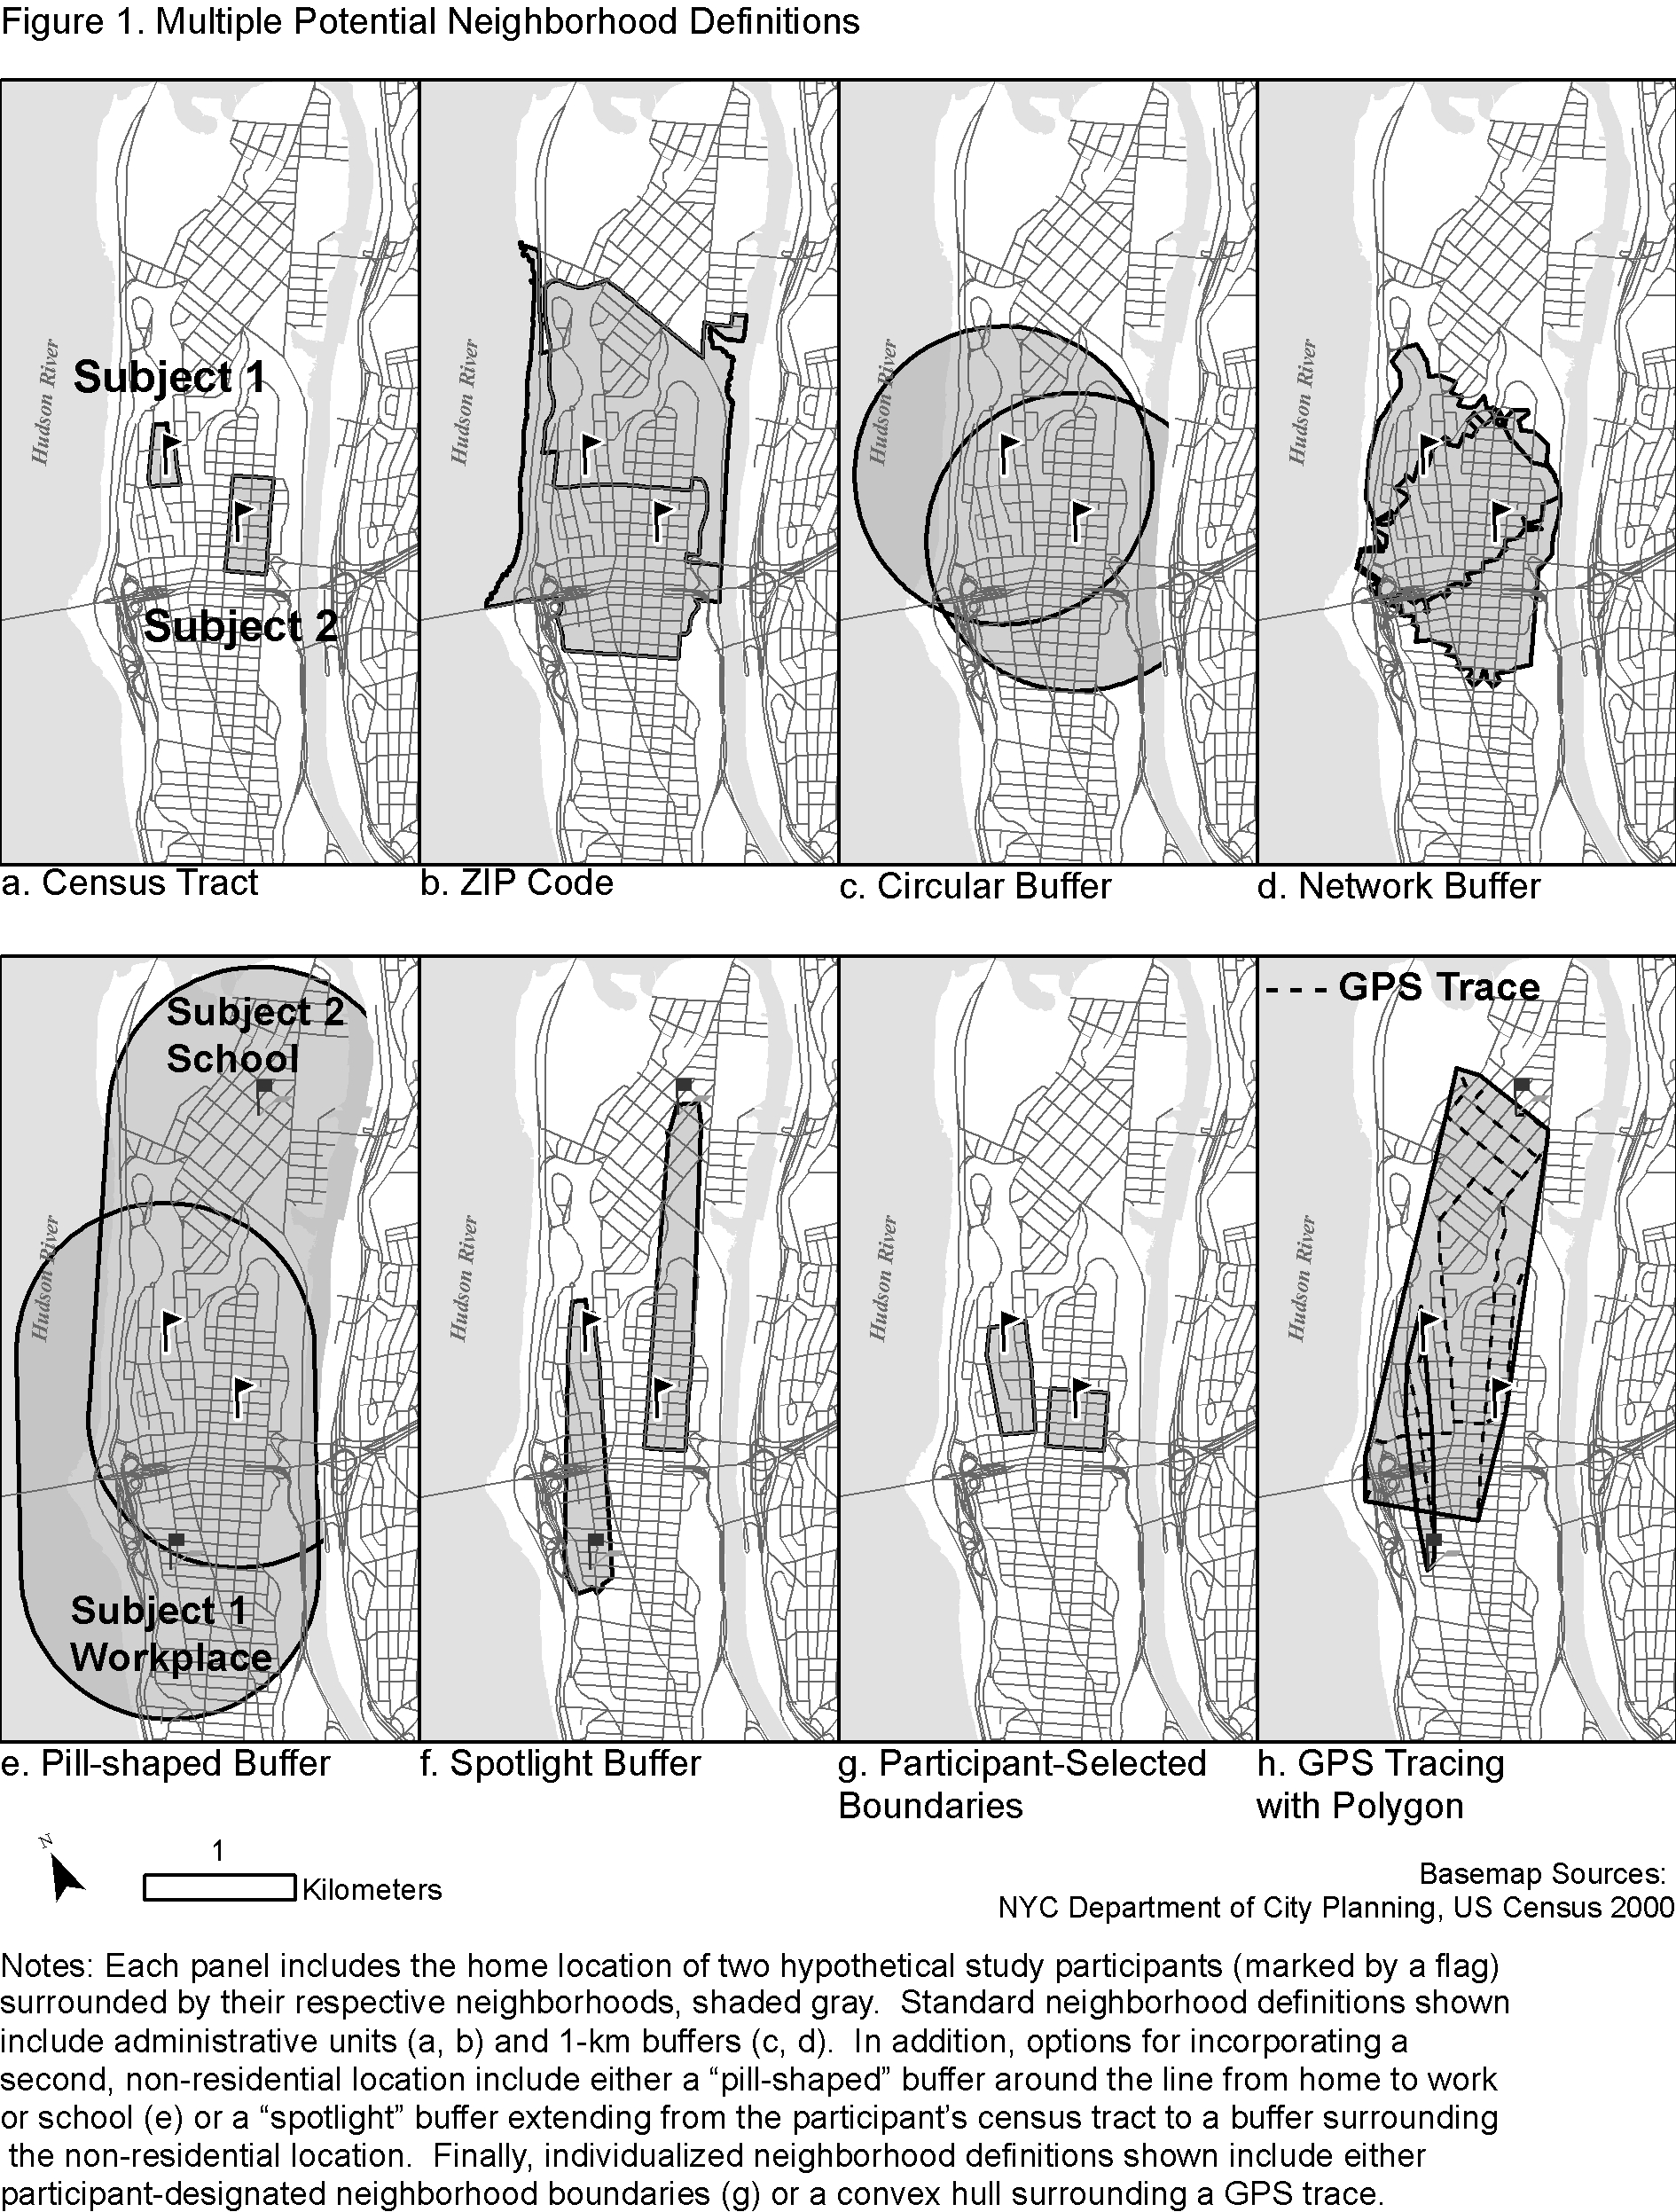 Figure 1. Multiple Potential Neighborhood Definitions
Hudson River
Subject 1
Subject 2
Hudson River
Hudson River
Hudson River
a. Census Tract
b. ZIP Code
c. Circular Buffer
d. Network Buffer
Subject 2
School
Hudson River
Subject 1
Workplace
Hudson River
Hudson River
- - - GPS Trace
Hudson River
e. Pill-shaped Buffer
f. Spotlight Buffer
g. Participant-Selected
Boundaries
h. GPS Tracing
with Polygon
N
1
Kilometers
Basemap Sources:
NYC Department of City Planning, US Census 2000
Notes: Each panel includes the home location of two hypothetical study participants (marked by a flag)
surrounded by their respective neighborhoods, shaded gray.  Standard neighborhood definitions shown
include administrative units (a, b) and 1-km buffers (c, d).  In addition, options for incorporating a
second, non-residential location include either a “pill-shaped” buffer around the line from home to work
or school (e) or a “spotlight” buffer extending from the participant’s census tract to a buffer surrounding
the non-residential location.  Finally, individualized neighborhood definitions shown include either
participant-designated neighborhood boundaries (g) or a convex hull surrounding a GPS trace.